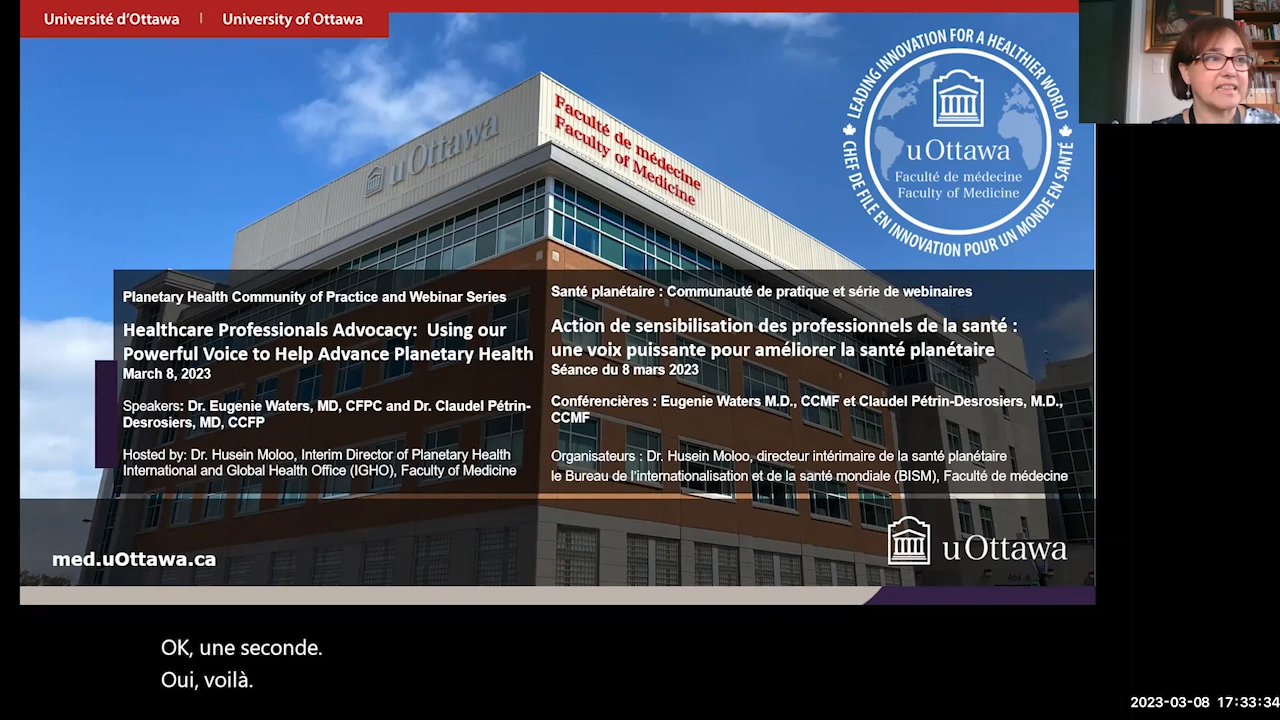 Université d'Ottawa | University of Ottawa
uOttawa
Faculté de médecine
Faculty of Medicine
LEADING INNOVATION FOR A HEALTHIER WORLD
uOttawa
Faculté de médecine
Faculty of Medicine
CHEF DE FILE EN INNOVATION POUR UN MONDE EN SANTÉ
Planetary Health Community of Practice and Webinar Series
Healthcare Professionals Advocacy: Using our
Powerful Voice to Help Advance Planetary Health
March 8, 2023
Speakers: Dr. Eugenie Waters, MD, CFPC and Dr. Claudel Pétrin-
Desrosiers, MD, CCFP
Hosted by: Dr. Husein Moloo, Interim Director of Planetary Health
International and Global Health Office (IGHO), Faculty of Medicine
Santé planétaire : Communauté de pratique et série de webinaires
Action de sensibilisation des professionnels de la santé :
une voix puissante pour améliorer la santé planétaire
Séance du 8 mars 2023
Conférencières : Eugenie Waters M.D., CCMF et Claudel Pétrin-Desrosiers, M.D.,
CCMF
Organisateurs : Dr. Husein Moloo, directeur intérimaire de la santé planétaire
le Bureau de l'internationalisation et de la santé mondiale (BISM), Faculté de médecine
med.uOttawa.ca
uOttawa
OK, une seconde.
Oui, voilà.
2023-03-08 17:33:34